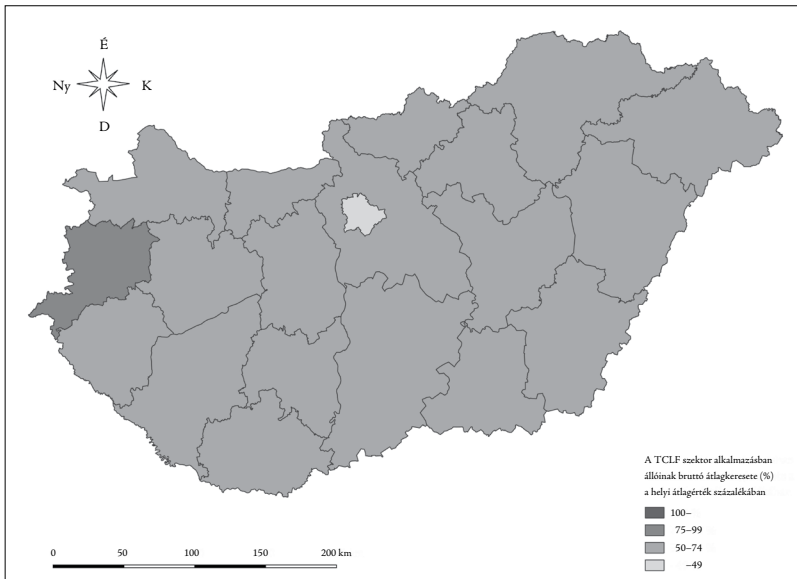 É
Ny K
D
A TCLF szektor alkalmazásban
állóinak bruttó átlagkeresete (%)
a helyi átlagérték százalékában
100–
75–99
50–74
–49
0 50 100 150 200 km